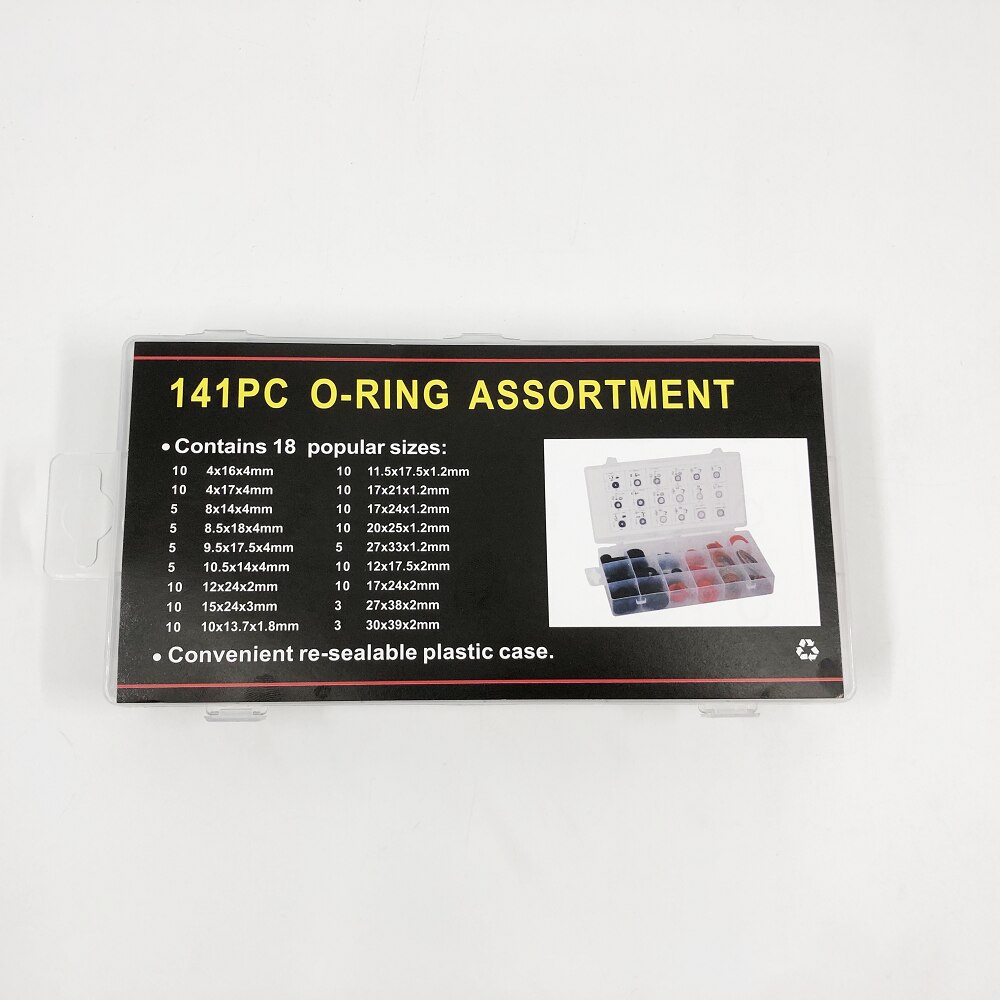 141PC O-RING ASSORTMENT
• Contains 18 popular sizes:
10 4x16x4mm
10 4x17x4mm
5 8x14x4mm
5 8.5x18x4mm
5 9.5x17.5x4mm
5 10.5x14x4mm
10 12x24x2mm
10 15x24x3mm
10 10x13.7x1.8mm
10 11.5x17.5x1.2mm
10 17x21x1.2mm
10 17x24x1.2mm
10 20x25x1.2mm
5 27x33x1.2mm
10 12x17.5x2mm
10 17x24x2mm
3 27x38x2mm
3 30x39x2mm
• Convenient re-sealable plastic case.